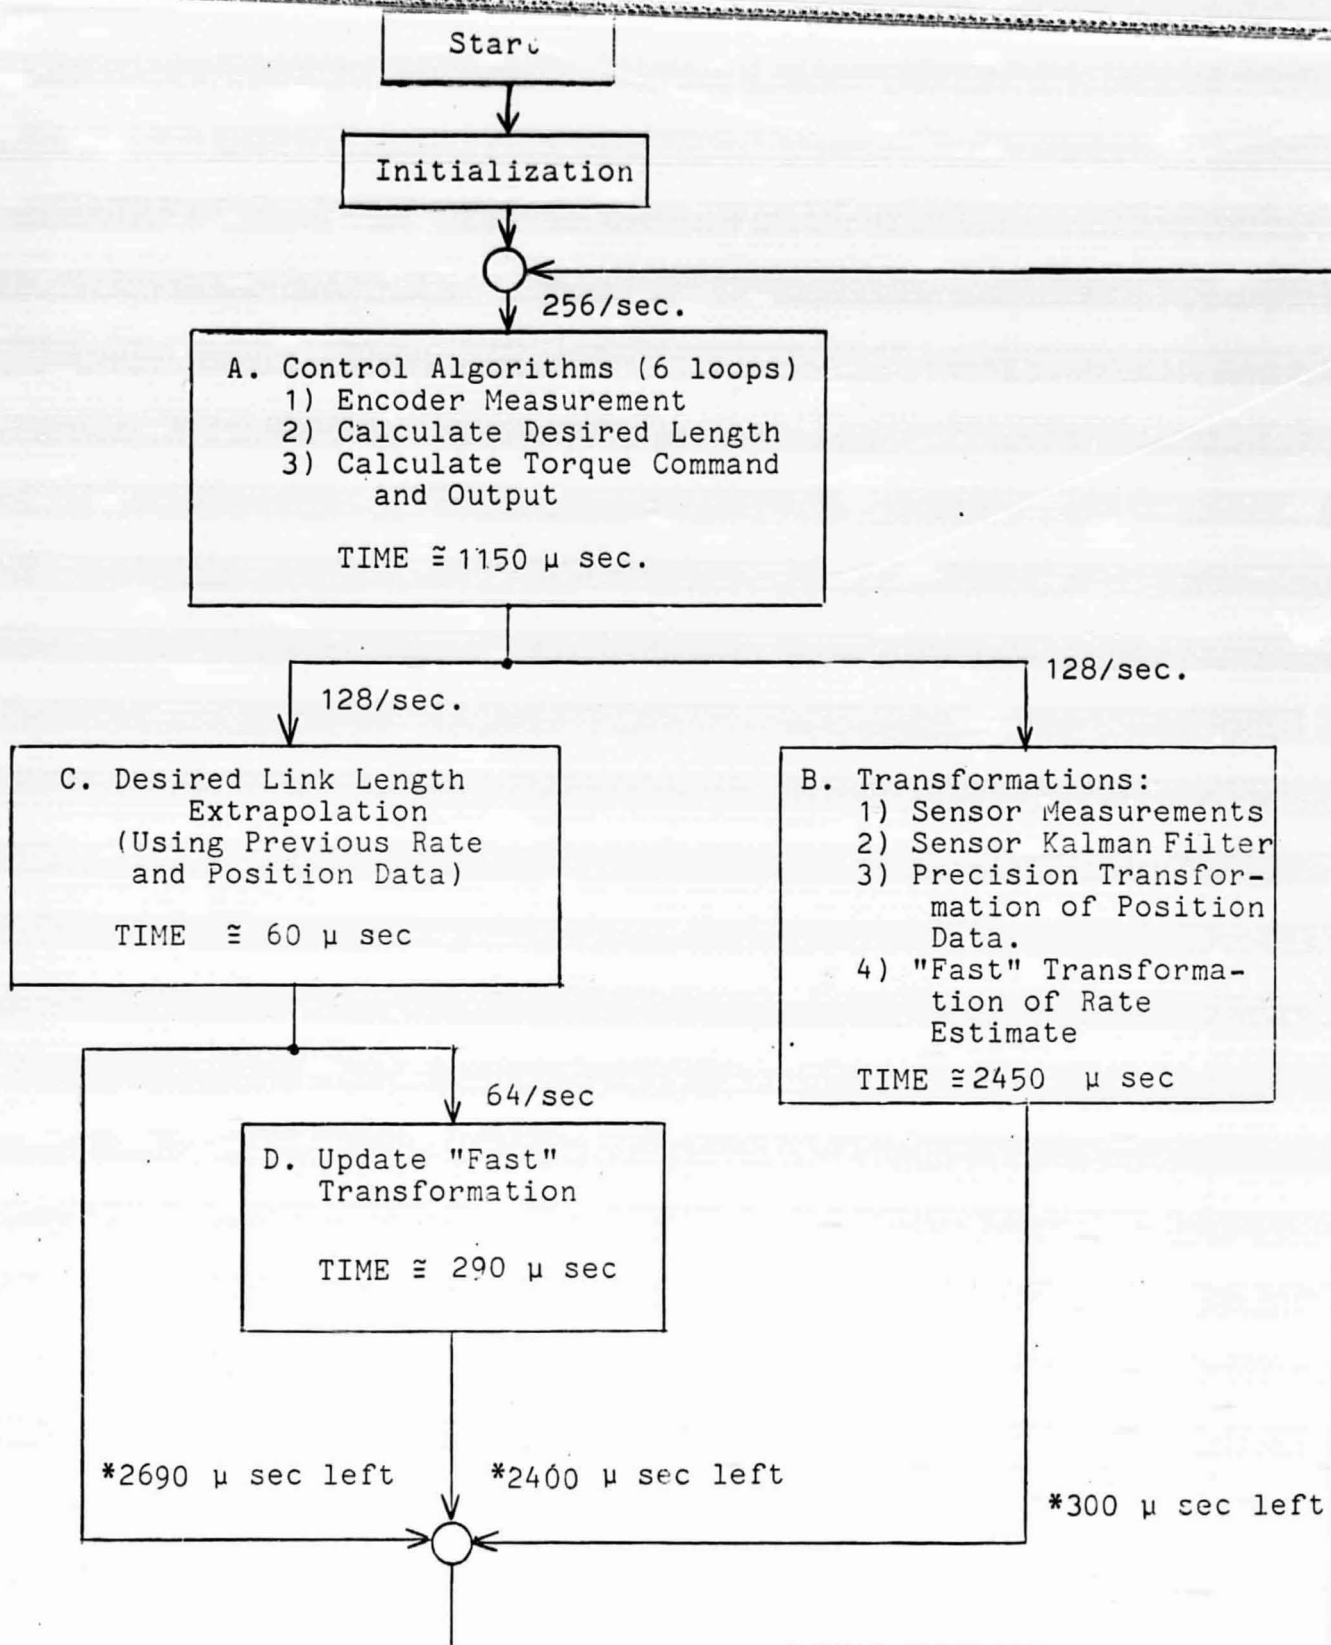 Start
Initialization
256/sec.
A. Control Algorithms (6 loops)
1) Encoder Measurement
2) Calculate Desired Length
3) Calculate Torque Command
and Output
TIME ≅ 1150 μ sec.
128/sec.
128/sec.
C. Desired Link Length
Extrapolation
(Using Previous Rate
and Position Data)
TIME ≅ 60 μ sec
B. Transformations:
1) Sensor Measurements
2) Sensor Kalman Filter
3) Precision Transfor-
mation of Position
Data.
4) "Fast" Transforma-
tion of Rate
Estimate
TIME ≅ 2450 μ sec
64/sec
D. Update "Fast"
Transformation
TIME ≅ 290 μ sec
*2690 μ sec left
*2400 μ sec left
*300 μ sec left